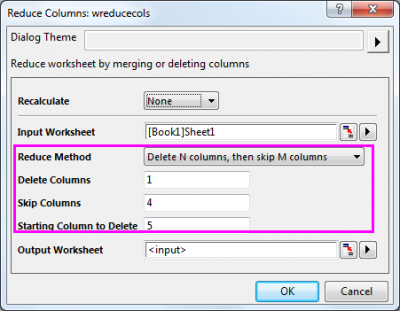 Reduce Columns: wreducecols
Dialog Theme
Reduce worksheet by merging or deleting columns
Recalculate None
Input Worksheet [Book1]Sheet1
Reduce Method Delete N columns, then skip M columns
Delete Columns 1
Skip Columns 4
Starting Column to Delete 5
Output Worksheet <input>
OK Cancel